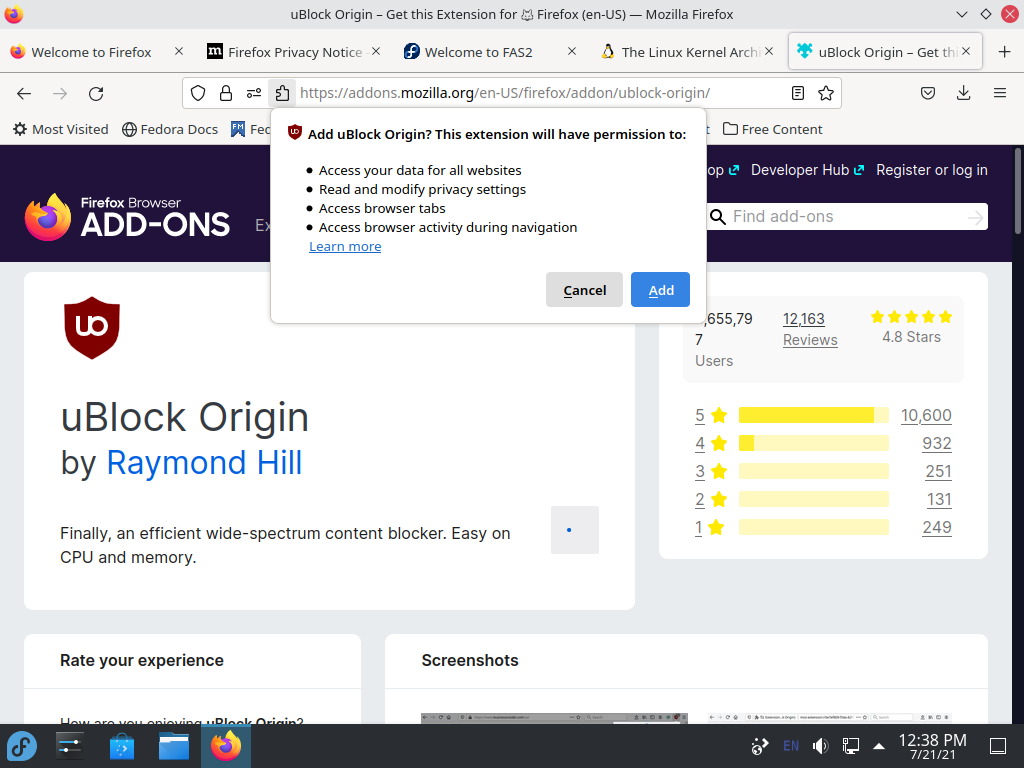 uBlock Origin – Get this Extension for 🦊 Firefox (en-US) — Mozilla Firefox
Welcome to Firefox
Firefox Privacy Notice
Welcome to FAS2
The Linux Kernel Archi
uBlock Origin – Get thi
https://addons.mozilla.org/en-US/firefox/addon/ublock-origin/
Most Visited
Fedora Docs
Fed
Free Content
Add uBlock Origin? This extension will have permission to:
Access your data for all websites
Read and modify privacy settings
Access browser tabs
Access browser activity during navigation
Learn more
Cancel
Add
Developer Hub
Register or log in
Firefox Browser
ADD-ONS
Ex
Find add-ons
uBlock Origin
by Raymond Hill
Finally, an efficient wide-spectrum content blocker. Easy on
CPU and memory.
,655,79
7
Users
12,163
Reviews
4.8 Stars
5 10,600
4 932
3 251
2 131
1 249
Rate your experience
How are you enjoying uBlock Origin?
Screenshots
EN
12:38 PM
7/21/21